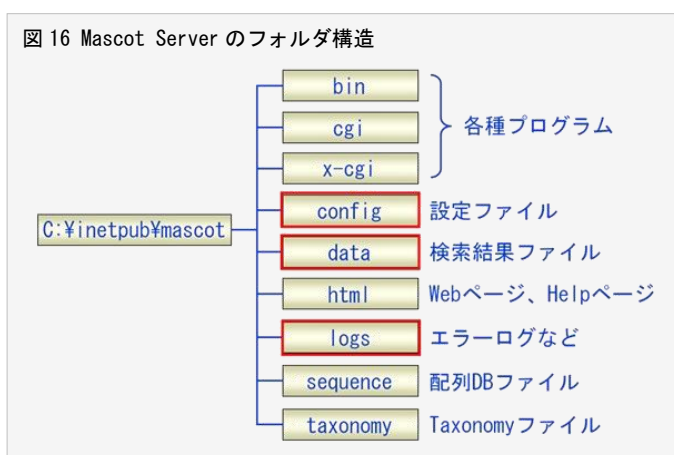 図 16 Mascot Server のフォルダ構造
bin
cgi
x-cgi
各種プログラム
C:¥inetpub¥mascot
config 設定ファイル
data 検索結果ファイル
html Webページ、Helpページ
logs エラーログなど
sequence 配列DBファイル
taxonomy Taxonomyファイル